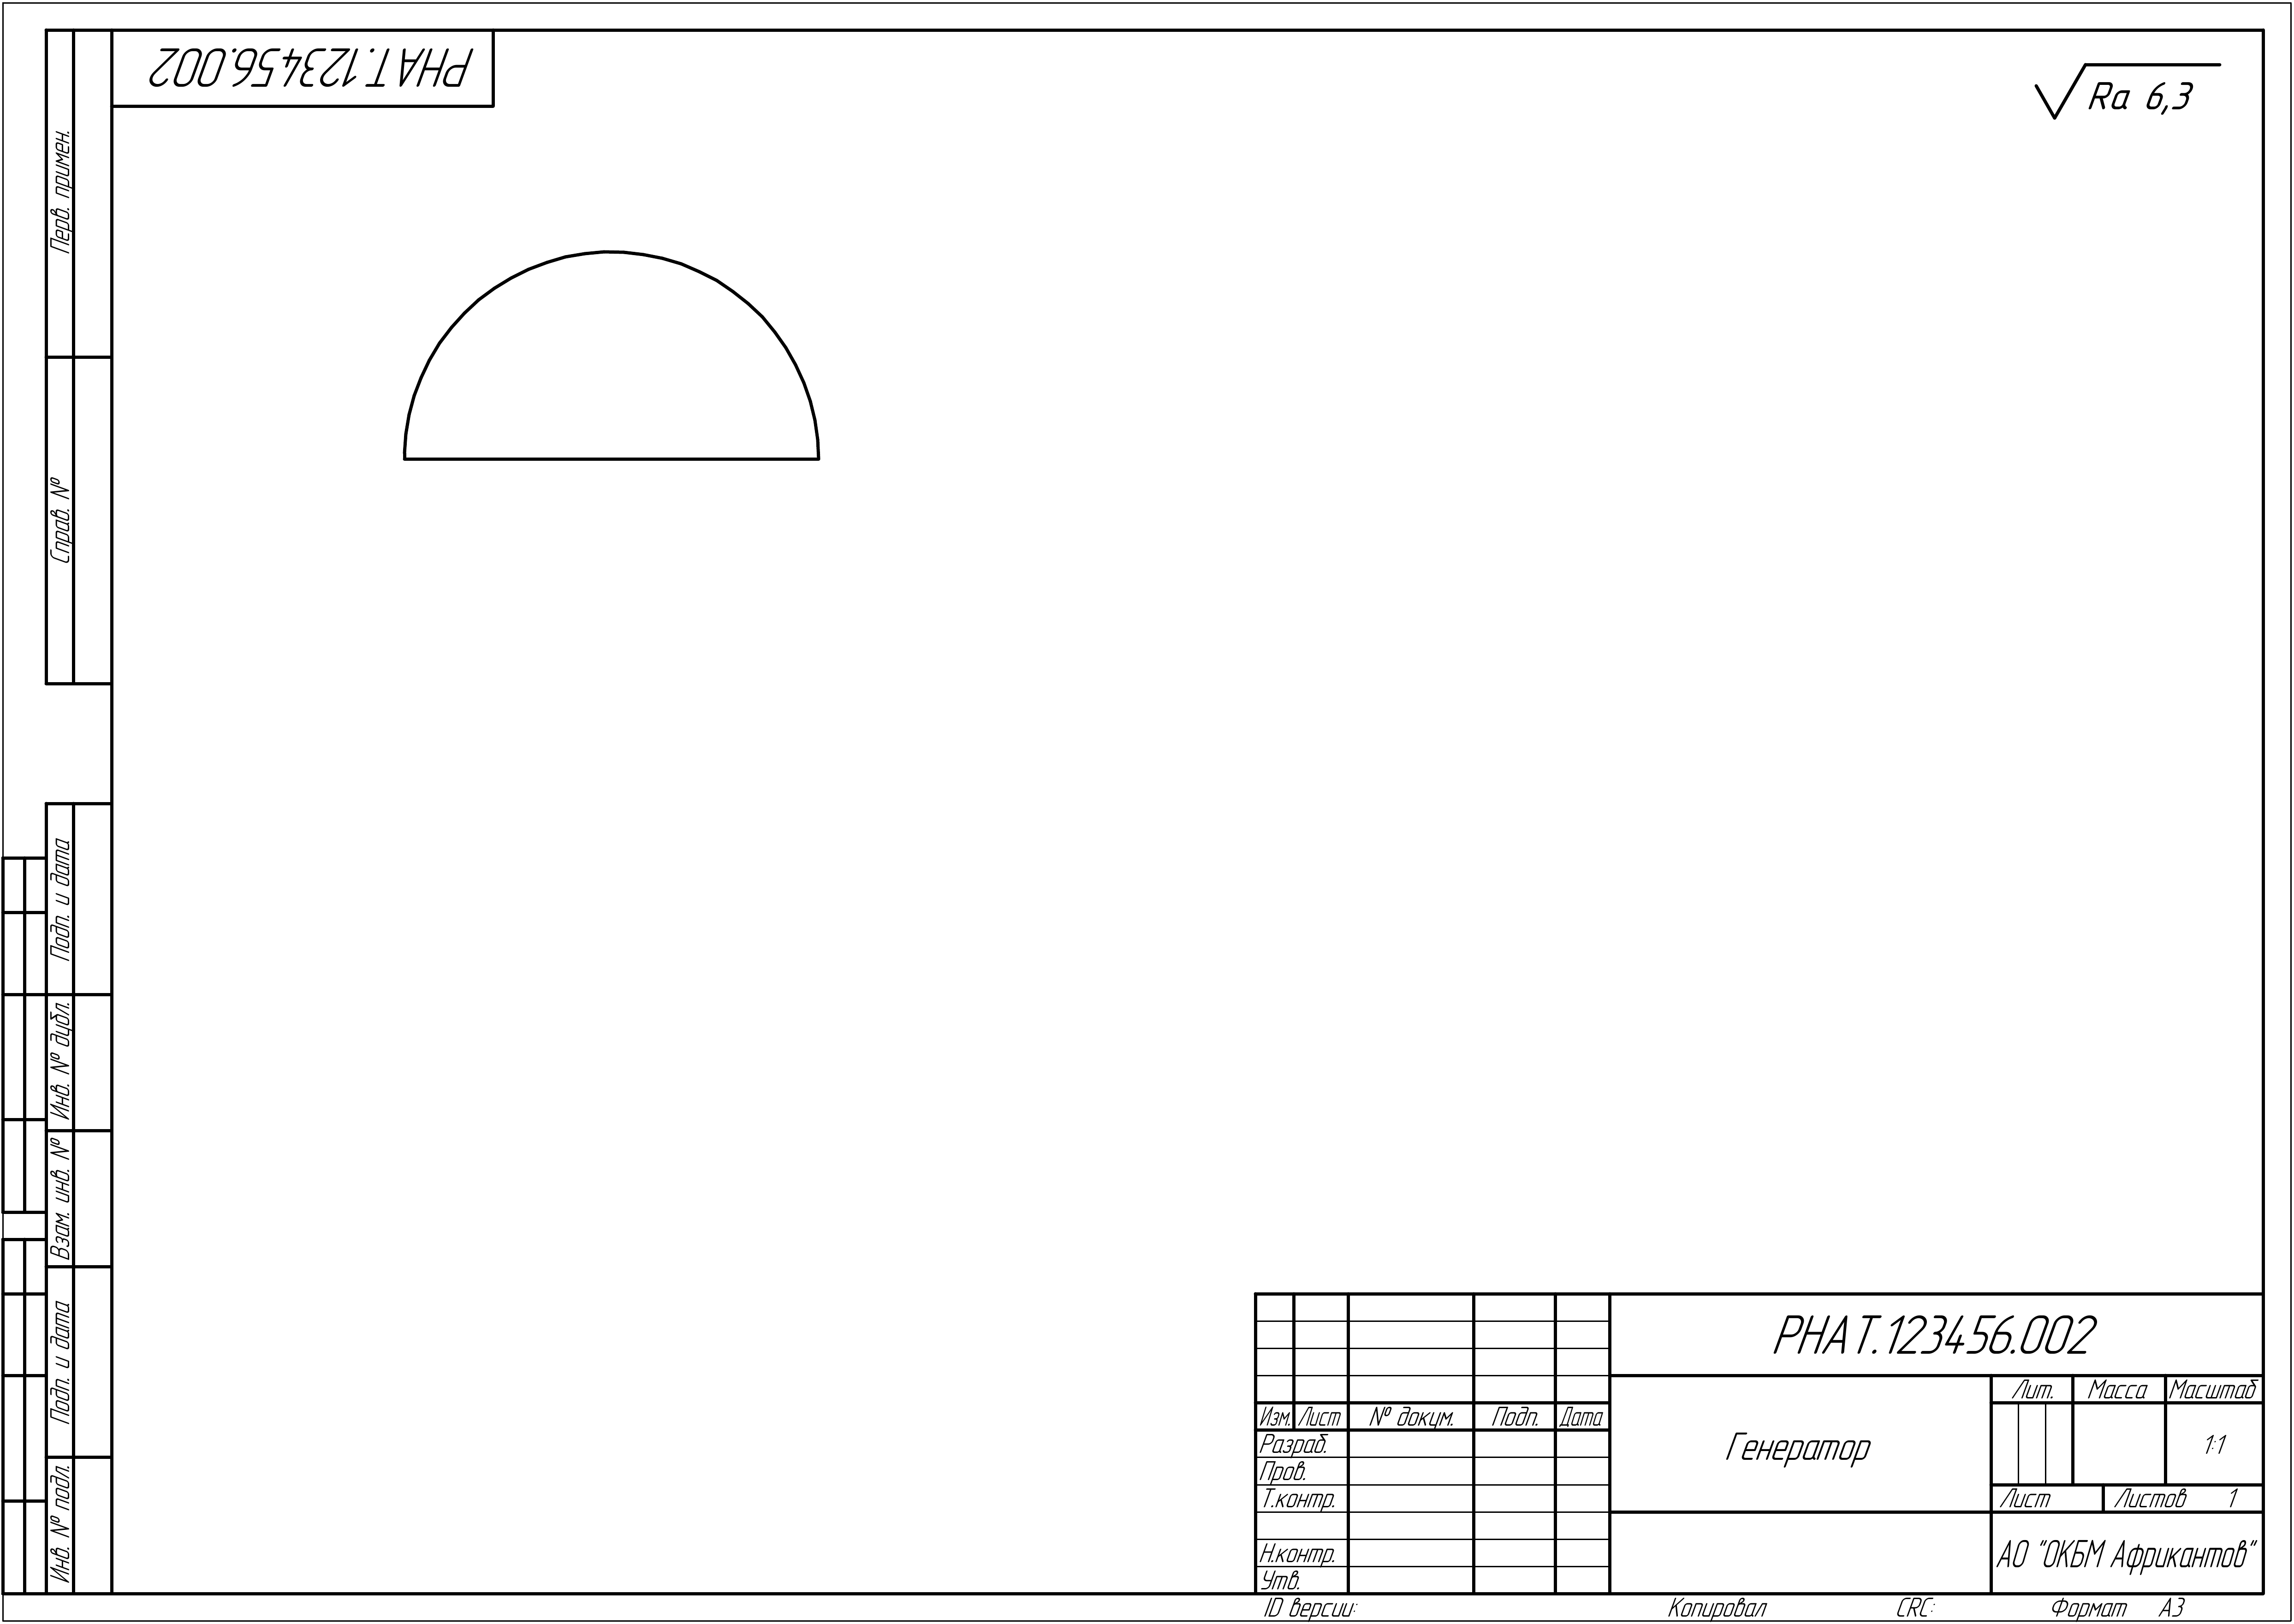 РНАТ.123456.002
Ra 6,3
Перв. примен.
Справ. №
Подп. и дата
Инв. № дубл.
Взам. инв. №
Подп. и дата
Инв. № подл.
РНАТ.123456.002
Лит. Масса Масштаб
Изм. Лист № докум. Подп. Дата
Разраб.
Генератор
1:1
Пров.
Т.контр.
Лист Листов 1
Н.контр.
АО "ОКБМ Африкантов"
Утв.
ID версии: Копировал CRC: Формат А3